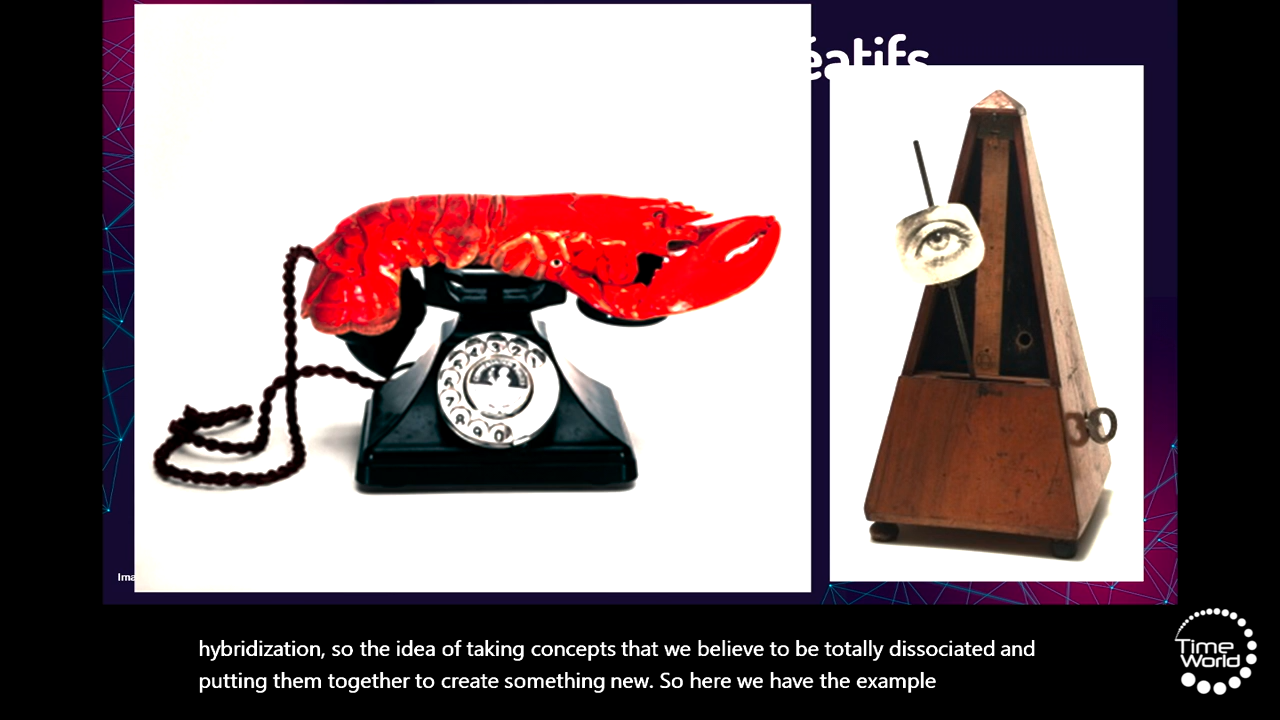 éatifs
Ima
hybridization, so the idea of taking concepts that we believe to be totally dissociated and
putting them together to create something new. So here we have the example
Time
World